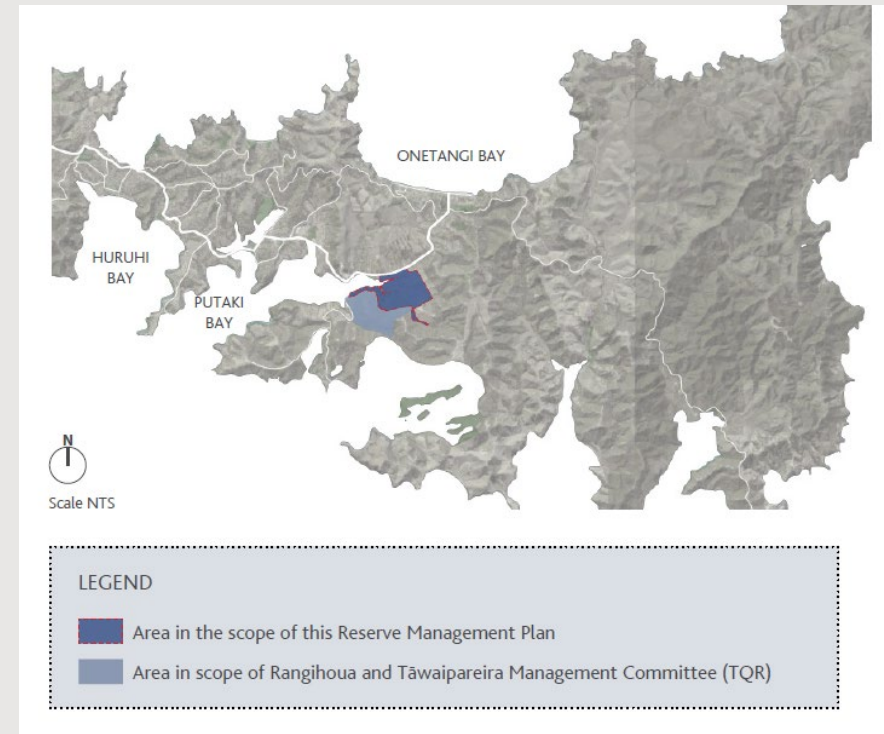 ONETANGI BAY
HURUHI
BAY
PUTAKI
BAY
N
Scale NTS
LEGEND
Area in the scope of this Reserve Management Plan
Area in scope of Rangihoua and Tāwaipareira Management Committee (TQR)